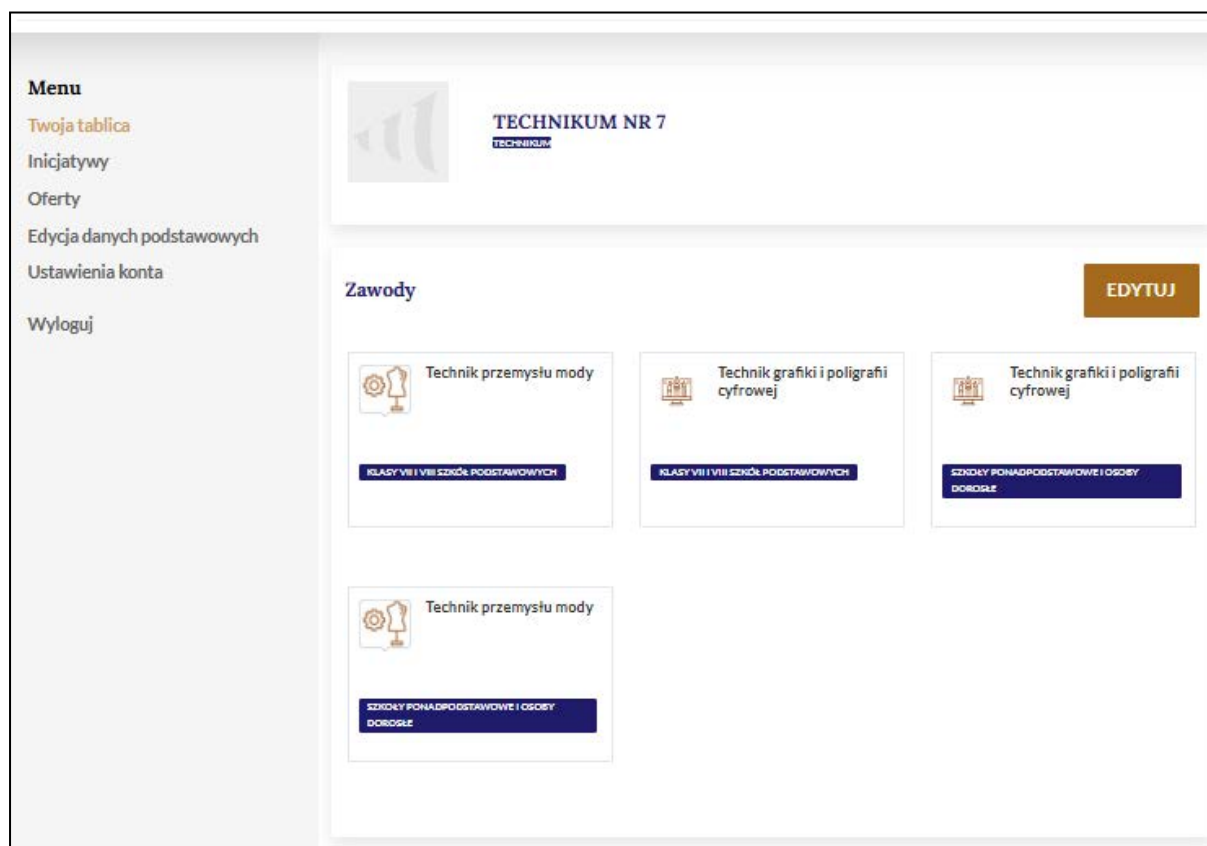 Menu
Twoja tablica
Inicjatywy
Oferty
Edycja danych podstawowych
Ustawienia konta
Wyloguj
TECHNIKUM NR 7
TECHNIKUM
Zawody
EDYTUJ
Technik przemysłu mody
KLASY VII I VIII SZKÓŁ PODSTAWOWYCH
Technik grafiki i poligrafii
cyfrowej
KLASY VII I VIII SZKÓŁ PODSTAWOWYCH
Technik grafiki i poligrafii
cyfrowej
SZKOŁY PONADPODSTAWOWE I OSOBY
DOROSŁE
Technik przemysłu mody
SZKOŁY PONADPODSTAWOWE I OSOBY
DOROSŁE